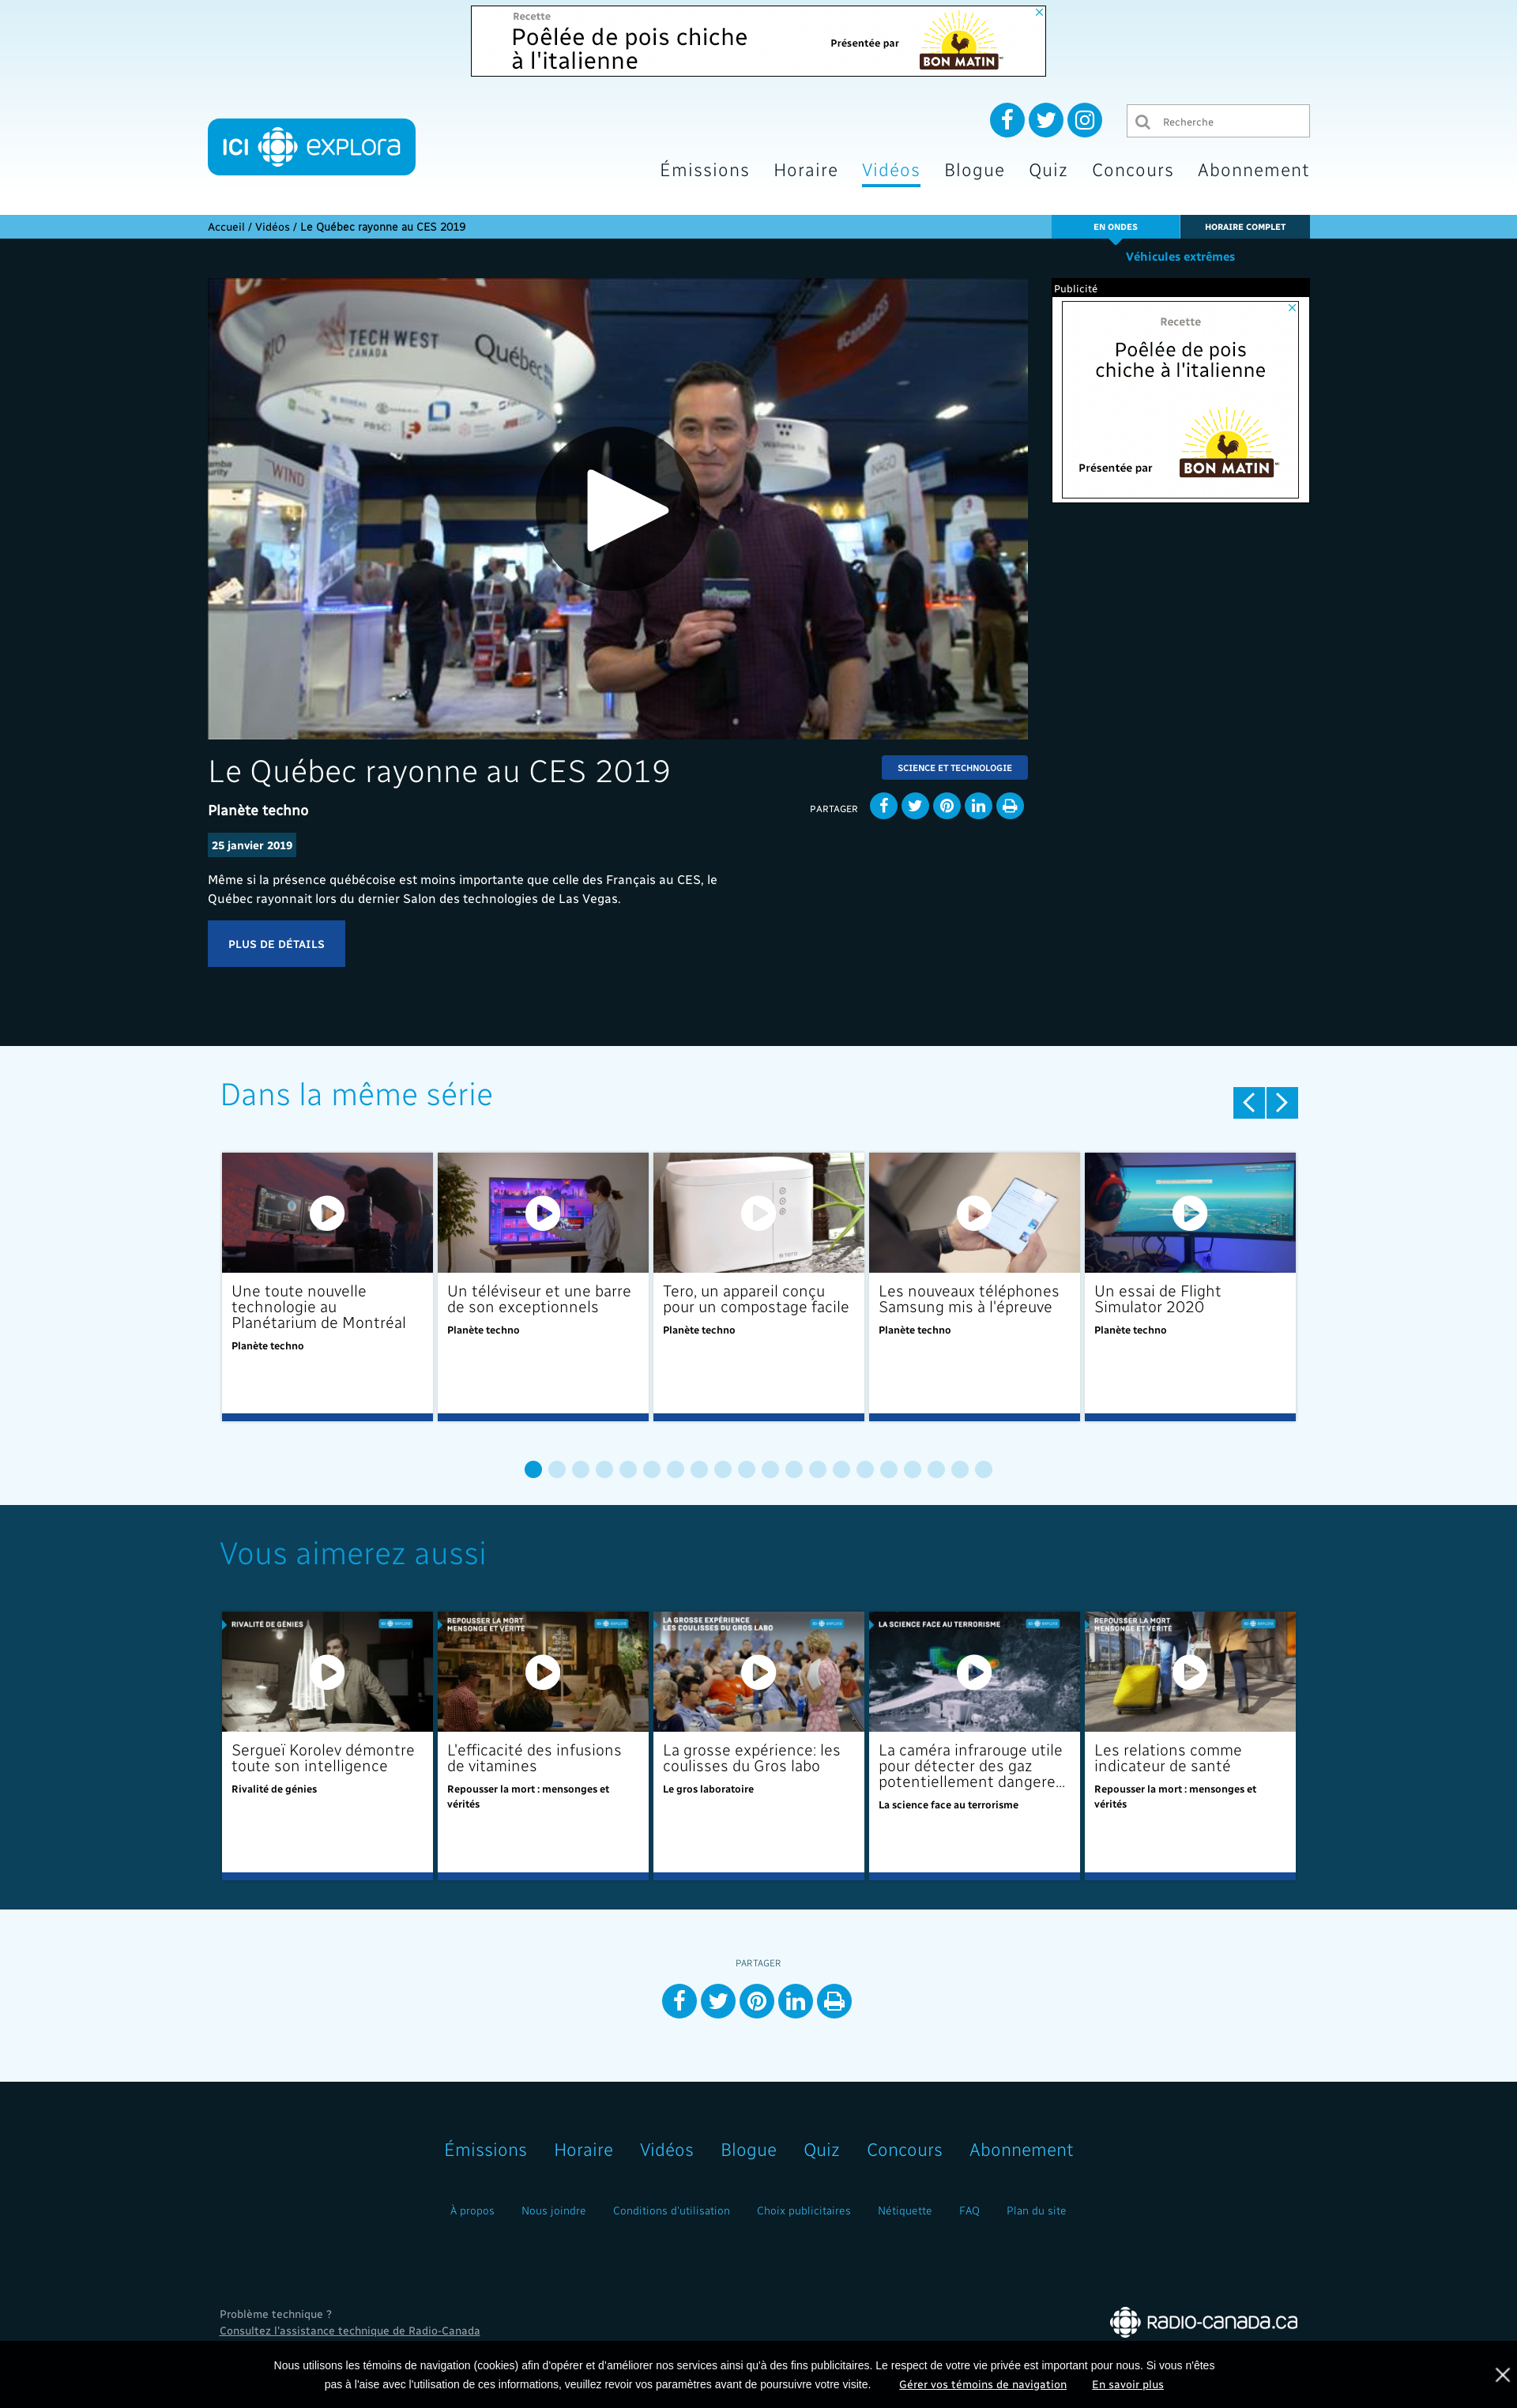 Recette
Poêlée de pois chiche
à l'italienne
Présentée par
BON MATIN
ICI explora
Recherche
Émissions Horaire Vidéos Blogue Quiz Concours Abonnement
Accueil / Vidéos / Le Québec rayonne au CES 2019
EN ONDES
HORAIRE COMPLET
Véhicules extrêmes
Publicité
Recette
Poêlée de pois
chiche à l'italienne
Présentée par
BON MATIN
TECH WEST
CANADA
Québec
#CanadaCES
WIND
Le Québec rayonne au CES 2019
SCIENCE ET TECHNOLOGIE
Planète techno
PARTAGER
25 janvier 2019
Même si la présence québécoise est moins importante que celle des Français au CES, le
Québec rayonnait lors du dernier Salon des technologies de Las Vegas.
PLUS DE DÉTAILS
Dans la même série
Une toute nouvelle
technologie au
Planétarium de Montréal
Planète techno
Un téléviseur et une barre
de son exceptionnels
Planète techno
Tero, un appareil conçu
pour un compostage facile
Planète techno
Les nouveaux téléphones
Samsung mis à l'épreuve
Planète techno
Un essai de Flight
Simulator 2020
Planète techno
Vous aimerez aussi
RIVALITÉ DE GÉNIES
Sergueï Korolev démontre
toute son intelligence
Rivalité de génies
REPOUSSER LA MORT
MENSONGE ET VÉRITÉ
L'efficacité des infusions
de vitamines
Repousser la mort : mensonges et
vérités
LA GROSSE EXPÉRIENCE
LES COULISSES DU GROS LABO
La grosse expérience: les
coulisses du Gros labo
Le gros laboratoire
LA SCIENCE FACE AU TERRORISME
La caméra infrarouge utile
pour détecter des gaz
potentiellement dangere...
La science face au terrorisme
REPOUSSER LA MORT
MENSONGE ET VÉRITÉ
Les relations comme
indicateur de santé
Repousser la mort : mensonges et
vérités
PARTAGER
Émissions Horaire Vidéos Blogue Quiz Concours Abonnement
À propos Nous joindre Conditions d'utilisation Choix publicitaires Nétiquette FAQ Plan du site
Problème technique ?
Consultez l'assistance technique de Radio-Canada
RADIO-CANADA.CA
Nous utilisons les témoins de navigation (cookies) afin d'opérer et d'améliorer nos services ainsi qu'à des fins publicitaires. Le respect de votre vie privée est important pour nous. Si vous n'êtes
pas à l'aise avec l'utilisation de ces informations, veuillez revoir vos paramètres avant de poursuivre votre visite. Gérer vos témoins de navigation En savoir plus